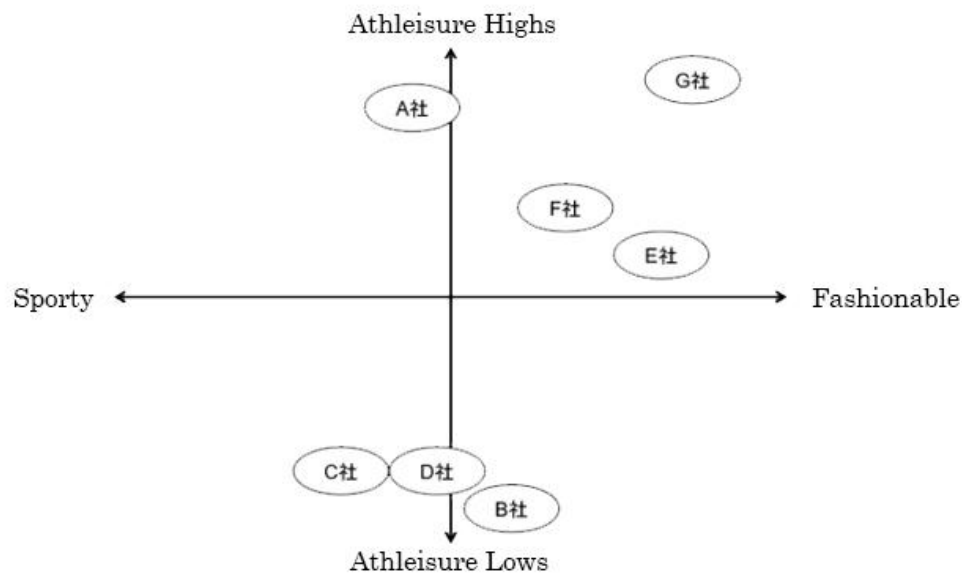 Athleisure Highs
G社
A社
F社
E社
Sporty
Fashionable
C社
D社
B社
Athleisure Lows